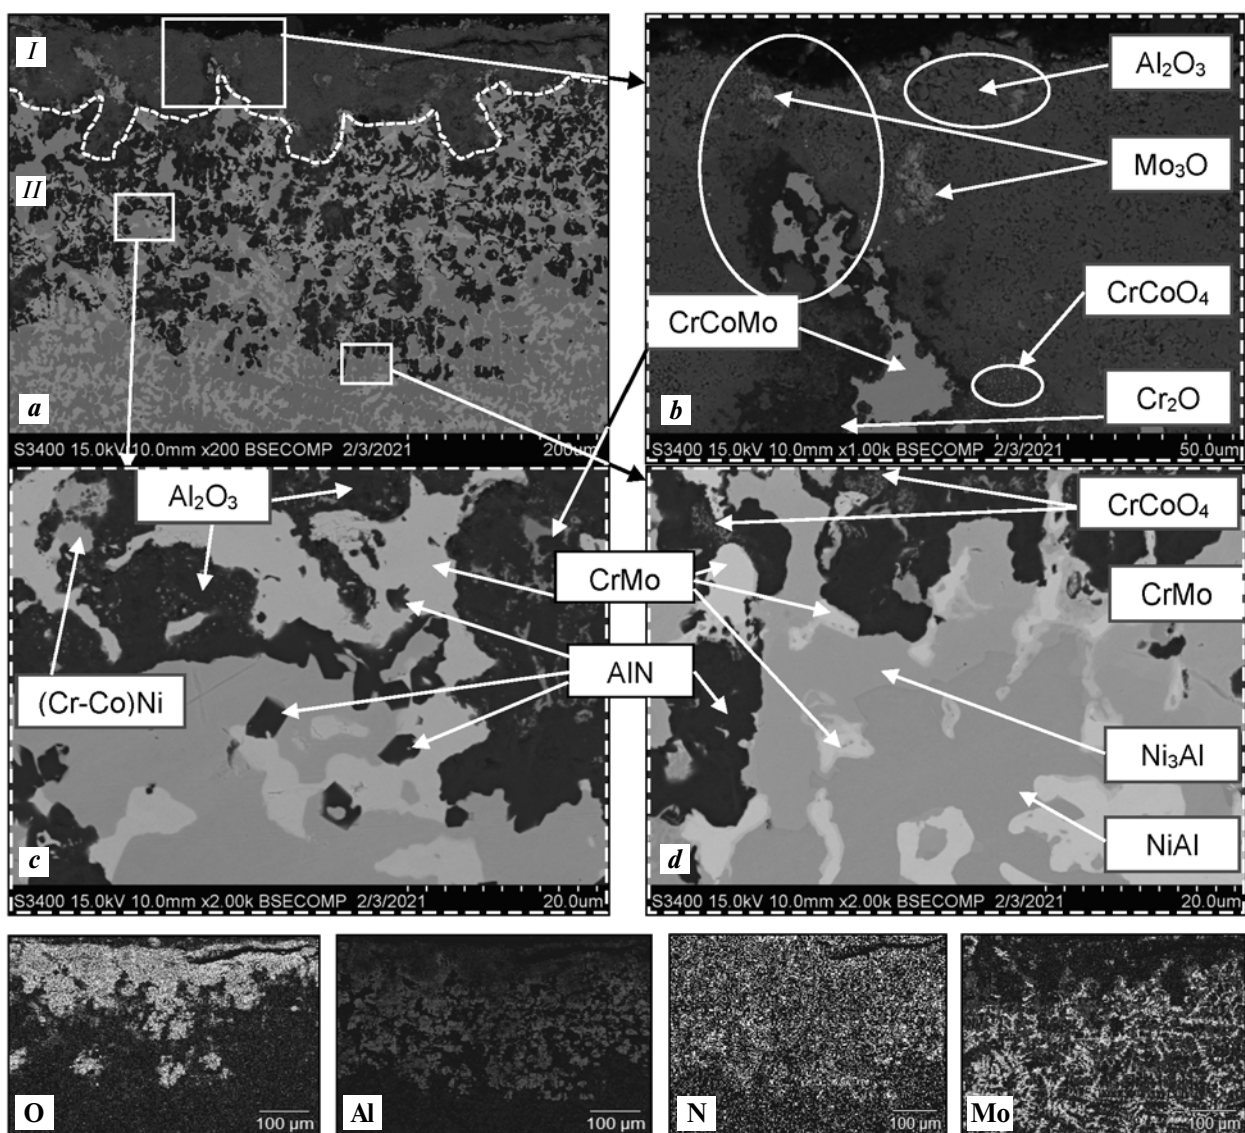 I
II
a
S3400 15.0kV 10.0mm x200 BSECOMP 2/3/2021 200um
Al₂O₃
Mo₃O
CrCoO₄
CrCoMo
Cr₂O
b
S3400 15.0kV 10.0mm x1.00k BSECOMP 2/3/2021 50.0um
Al₂O₃
CrMo
AlN
(Cr-Co)Ni
c
S3400 15.0kV 10.0mm x2.00k BSECOMP 2/3/2021 20.0um
CrCoO₄
CrMo
Ni₃Al
NiAl
d
S3400 15.0kV 10.0mm x2.00k BSECOMP 2/3/2021 20.0um
O
100 µm
Al
100 µm
N
100 µm
Mo
100 µm